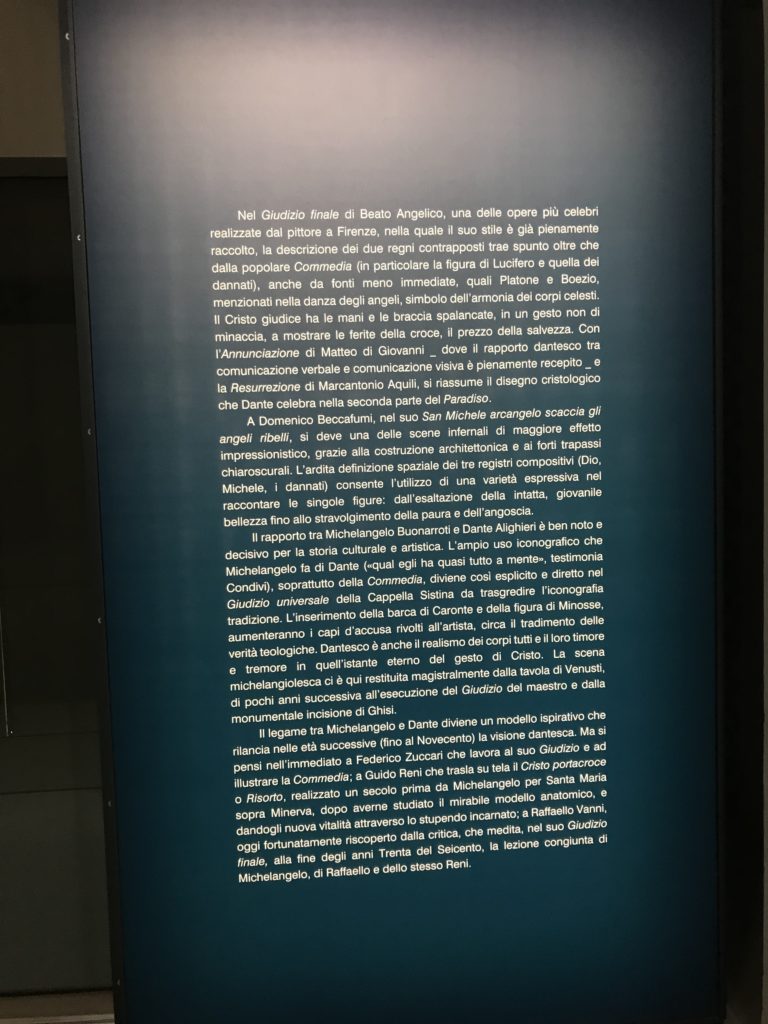 Nel Giudizio finale di Beato Angelico, una delle opere più celebri
realizzate dal pittore a Firenze, nella quale il suo stile è già pienamente
raccolto, la descrizione dei due regni contrapposti trae spunto oltre che
dalla popolare Commedia (in particolare la figura di Lucifero e quella dei
dannati), anche da fonti meno immediate, quali Platone e Boezio,
menzionati nella danza degli angeli, simbolo dell'armonia dei corpi celesti.
Il Cristo giudice ha le mani e le braccia spalancate, in un gesto non di
minaccia, a mostrare le ferite della croce, il prezzo della salvezza. Con
l'Annunciazione di Matteo di Giovanni _ dove il rapporto dantesco tra
comunicazione verbale e comunicazione visiva è pienamente recepito _ e
la Resurrezione di Marcantonio Aquili, si riassume il disegno cristologico
che Dante celebra nella seconda parte del Paradiso.
A Domenico Beccafumi, nel suo San Michele arcangelo scaccia gli
angeli ribelli, si deve una delle scene infernali di maggiore effetto
impressionistico, grazie alla costruzione architettonica e ai forti trapassi
chiaroscurali. L'ardita definizione spaziale dei tre registri compositivi (Dio,
Michele, i dannati) consente l'utilizzo di una varietà espressiva nel
raccontare le singole figure: dall'esaltazione della intatta, giovanile
bellezza fino allo stravolgimento della paura e dell'angoscia.
Il rapporto tra Michelangelo Buonarroti e Dante Alighieri è ben noto e
decisivo per la storia culturale e artistica. L'ampio uso iconografico che
Michelangelo fa di Dante («qual egli ha quasi tutto a mente», testimonia
Condivi), soprattutto della Commedia, diviene così esplicito e diretto nel
Giudizio universale della Cappella Sistina da trasgredire l'iconografia
tradizione. L'inserimento della barca di Caronte e della figura di Minosse,
aumenteranno i capi d'accusa rivolti all'artista, circa il tradimento delle
verità teologiche. Dantesco è anche il realismo dei corpi tutti e il loro timore
e tremore in quell'istante eterno del gesto di Cristo. La scena
michelangiolesca ci è qui restituita magistralmente dalla tavola di Venusti,
di pochi anni successiva all'esecuzione del Giudizio del maestro e dalla
monumentale incisione di Ghisi.
Il legame tra Michelangelo e Dante diviene un modello ispirativo che
rilancia nelle età successive (fino al Novecento) la visione dantesca. Ma si
pensi nell'immediato a Federico Zuccari che lavora al suo Giudizio e ad
illustrare la Commedia; a Guido Reni che trasla su tela il Cristo portacroce
o Risorto, realizzato un secolo prima da Michelangelo per Santa Maria
sopra Minerva, dopo averne studiato il mirabile modello anatomico, e
dandogli nuova vitalità attraverso lo stupendo incarnato; a Raffaello Vanni,
oggi fortunatamente riscoperto dalla critica, che medita, nel suo Giudizio
finale, alla fine degli anni Trenta del Seicento, la lezione congiunta di
Michelangelo, di Raffaello e dello stesso Reni.